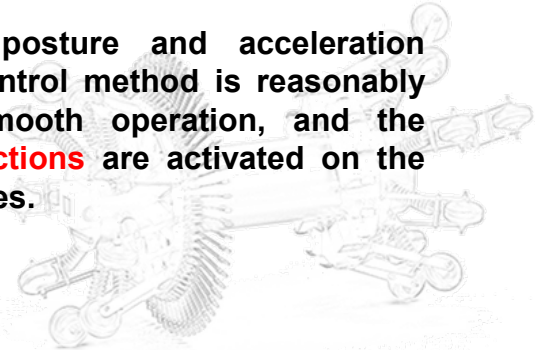 posture and acceleration
ntrol method is reasonably
mooth operation, and the
ctions are activated on the
es.